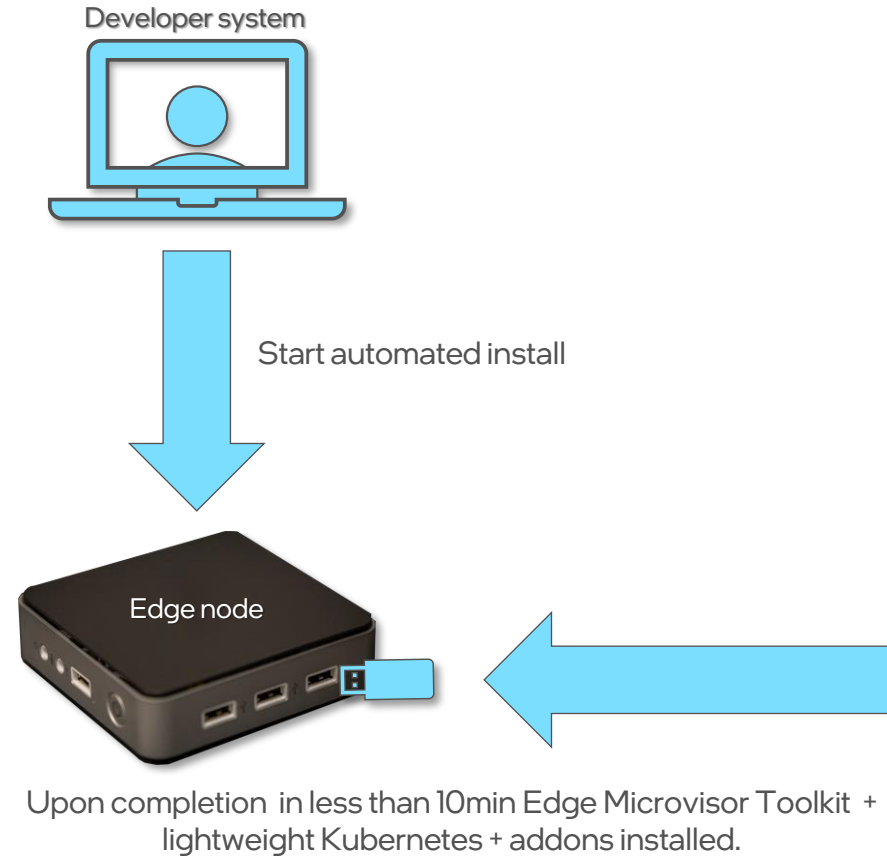 Developer system
Start automated install
Edge node
Upon completion in less than 10min Edge Microvisor Toolkit +
lightweight Kubernetes + addons installed.